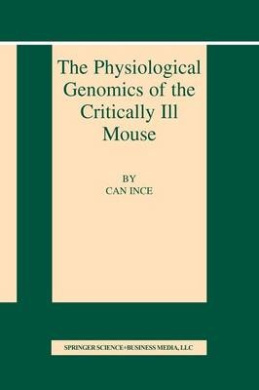 The Physiological
Genomics of the
Critically Ill
Mouse
BY
CAN INCE
SPRINGER SCIENCE+BUSINESS MEDIA, LLC